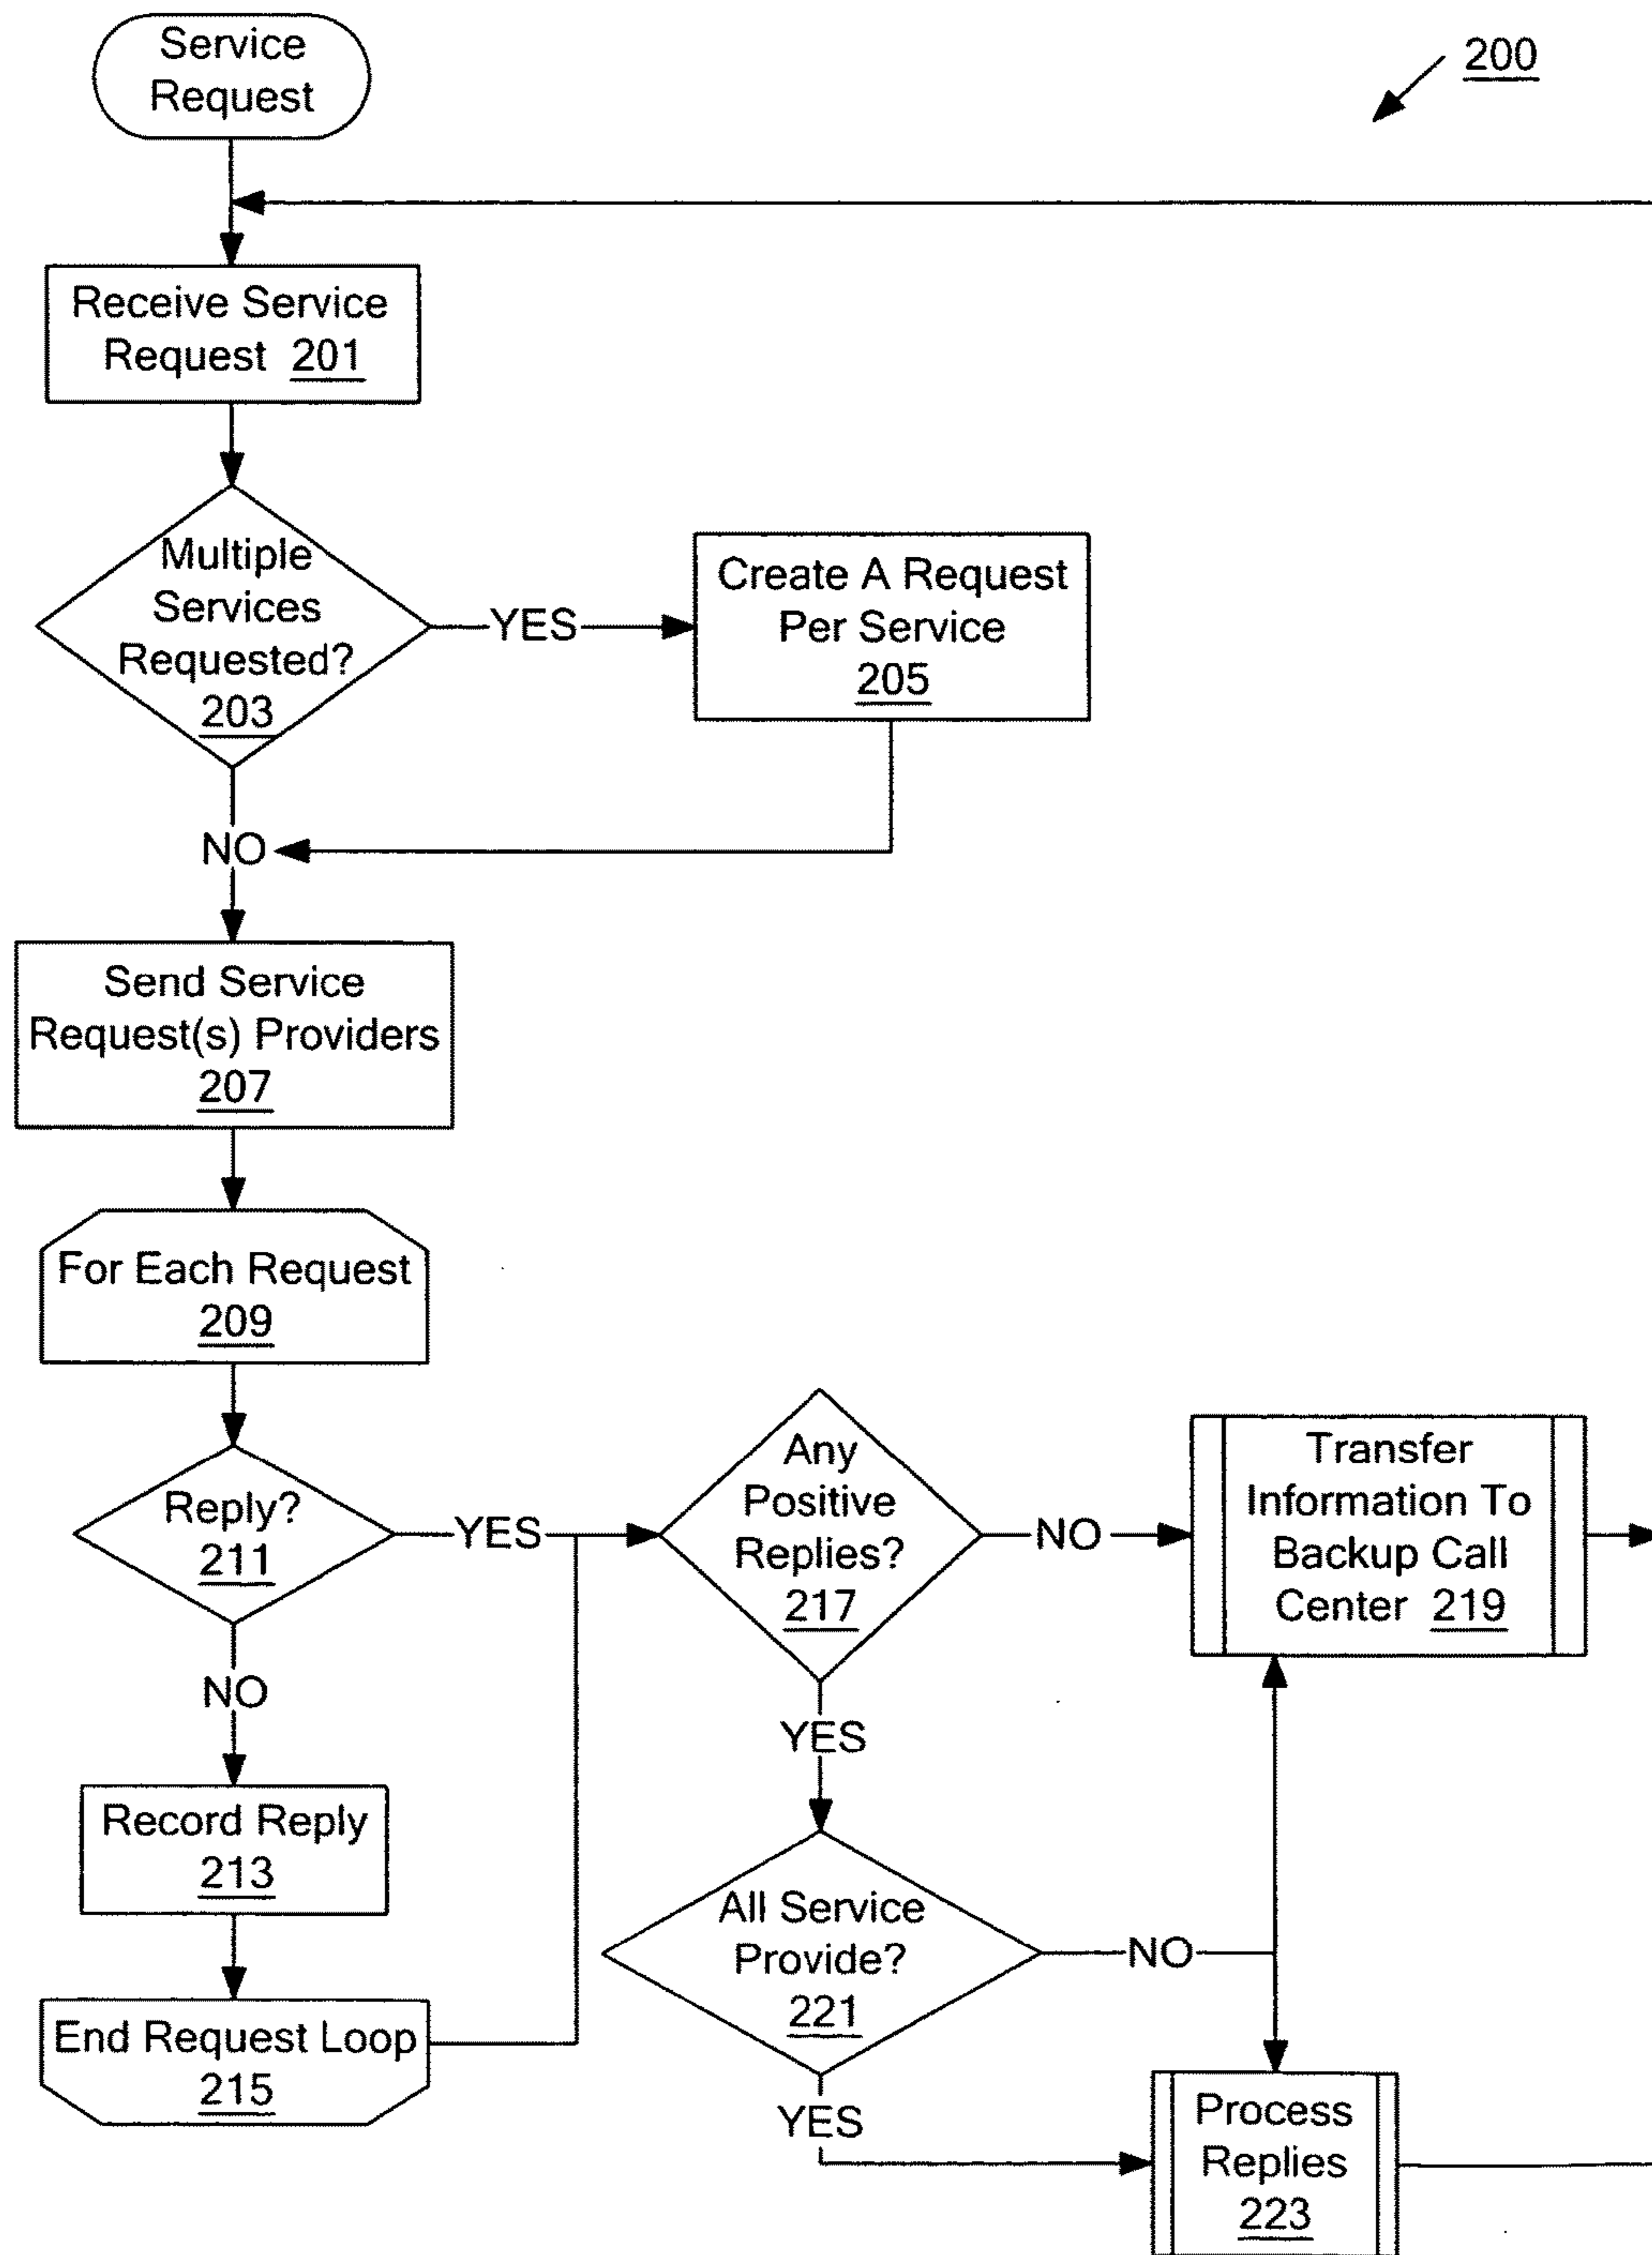 Service
Request
200
Receive Service
Request 201
Multiple
Services
Requested?
203
YES
Create A Request
Per Service
205
NO
Send Service
Request(s) Providers
207
For Each Request
209
Reply?
211
YES
NO
Record Reply
213
End Request Loop
215
Any
Positive
Replies?
217
NO
Transfer
Information To
Backup Call
Center 219
YES
All Service
Provide?
221
NO
YES
Process
Replies
223